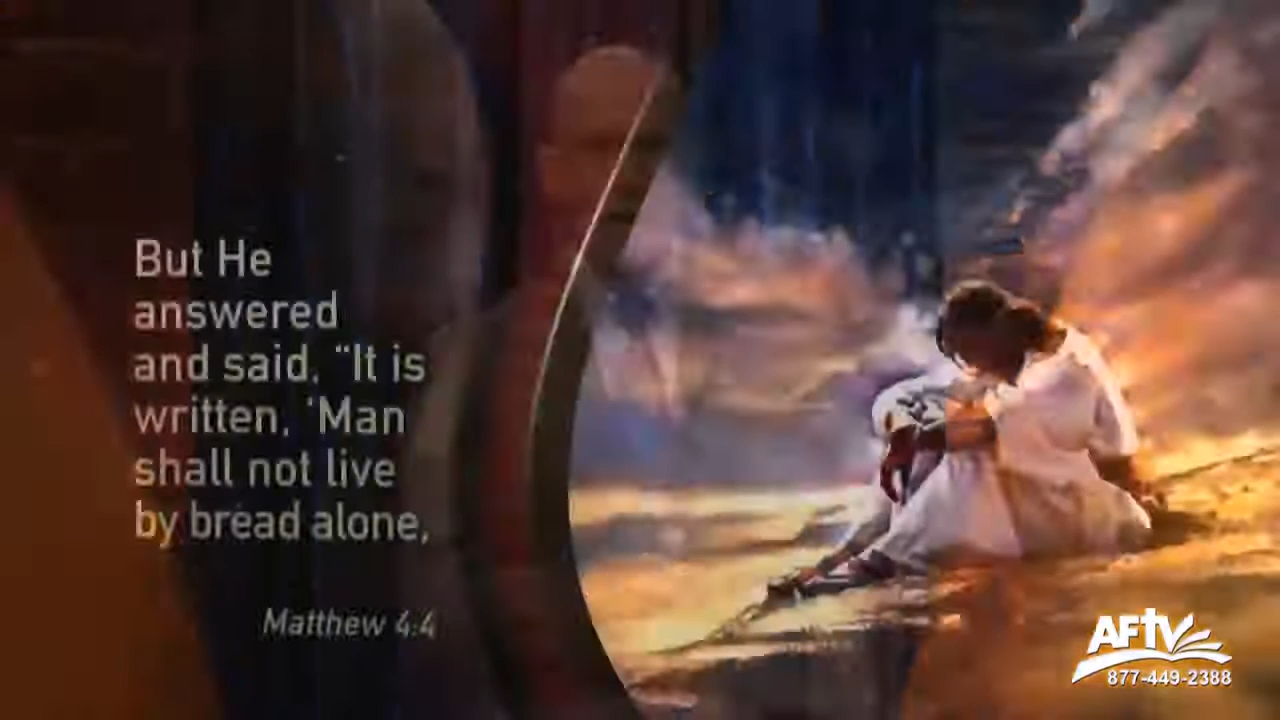 But He
answered
and said, “It is
written, ‘Man
shall not live
by bread alone,
Matthew 4:4
AFTV
877-449-2388